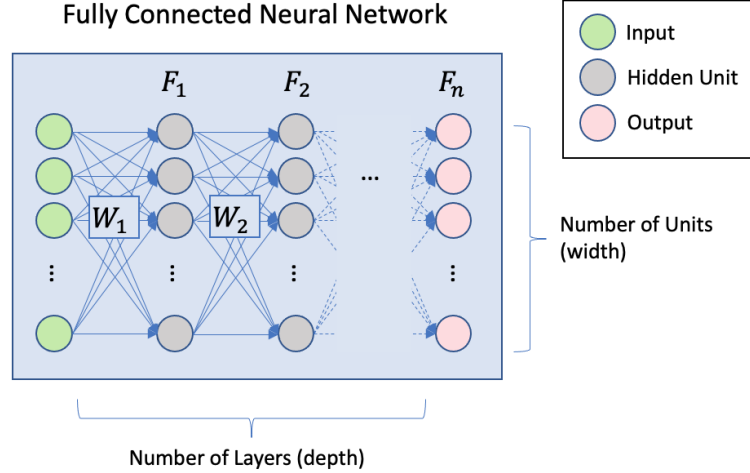 Fully Connected Neural Network
Input
Hidden Unit
Output
F₁ F₂ Fₙ
...
W₁ W₂
Number of Units
(width)
⋮ ⋮ ⋮ ⋮
Number of Layers (depth)